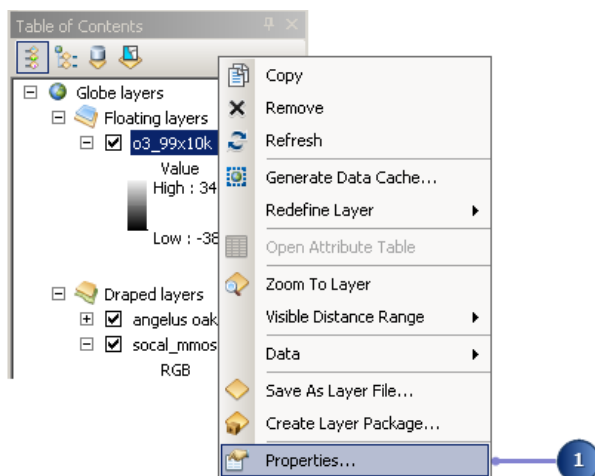 Table of Contents
Globe layers
Floating layers
o3_99x10k
Value
High : 34
Low : -38
Draped layers
angelus oak
socal_mmos
RGB
Copy
Remove
Refresh
Generate Data Cache...
Redefine Layer
Open Attribute Table
Zoom To Layer
Visible Distance Range
Data
Save As Layer File...
Create Layer Package...
Properties...
1